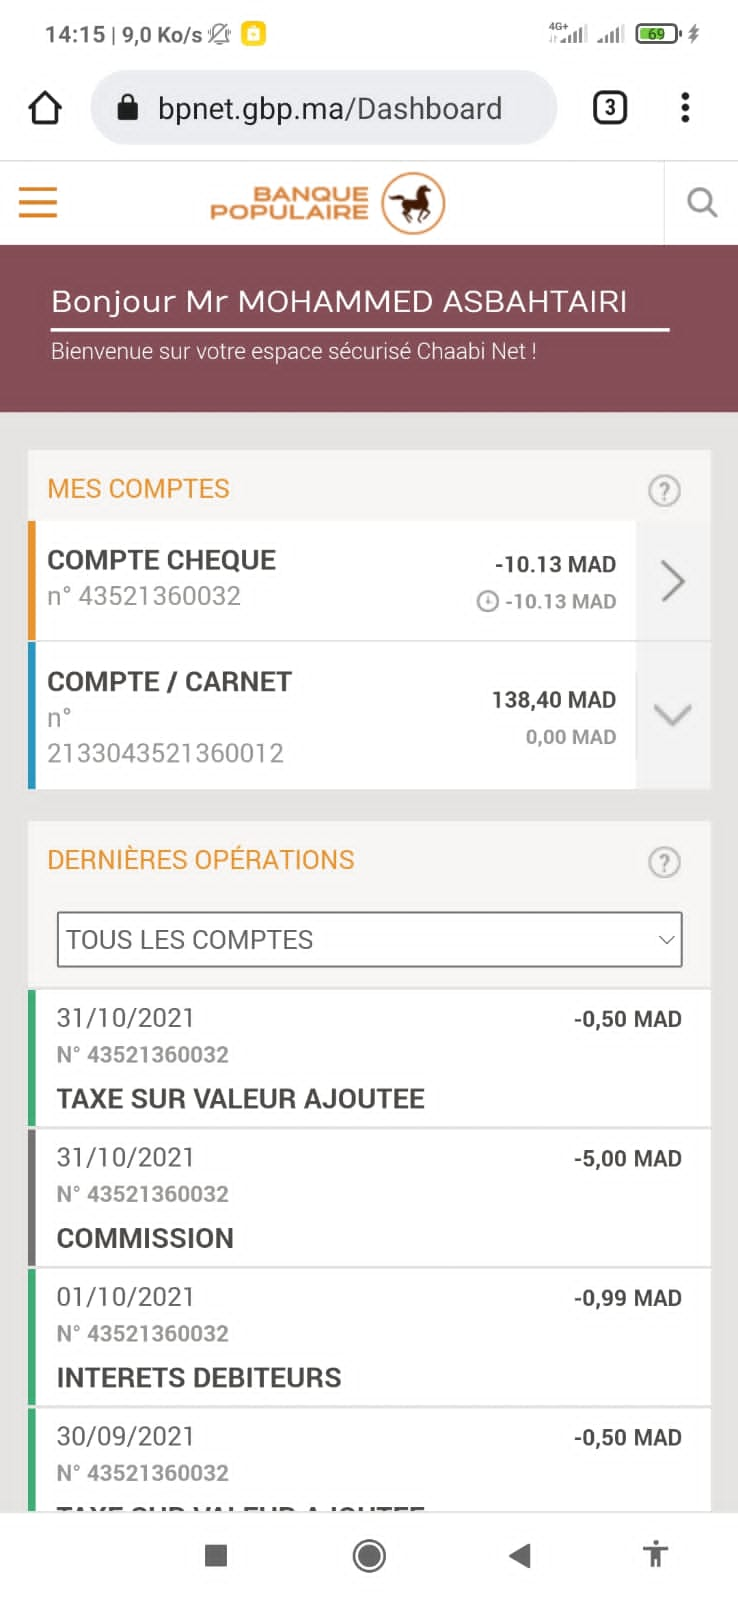 14:15 | 9,0 Ko/s
4G+
69
bpnet.gbp.ma/Dashboard
3
BANQUE
POPULAIRE
Bonjour Mr MOHAMMED ASBAHTAIRI
Bienvenue sur votre espace sécurisé Chaabi Net !
MES COMPTES
?
COMPTE CHEQUE
-10.13 MAD
n° 43521360032
-10.13 MAD
COMPTE / CARNET
138,40 MAD
n°
0,00 MAD
2133043521360012
DERNIÈRES OPÉRATIONS
?
TOUS LES COMPTES
31/10/2021
-0,50 MAD
N° 43521360032
TAXE SUR VALEUR AJOUTEE
31/10/2021
-5,00 MAD
N° 43521360032
COMMISSION
01/10/2021
-0,99 MAD
N° 43521360032
INTERETS DEBITEURS
30/09/2021
-0,50 MAD
N° 43521360032
TAXE SUR VALEUR AJOUTEE